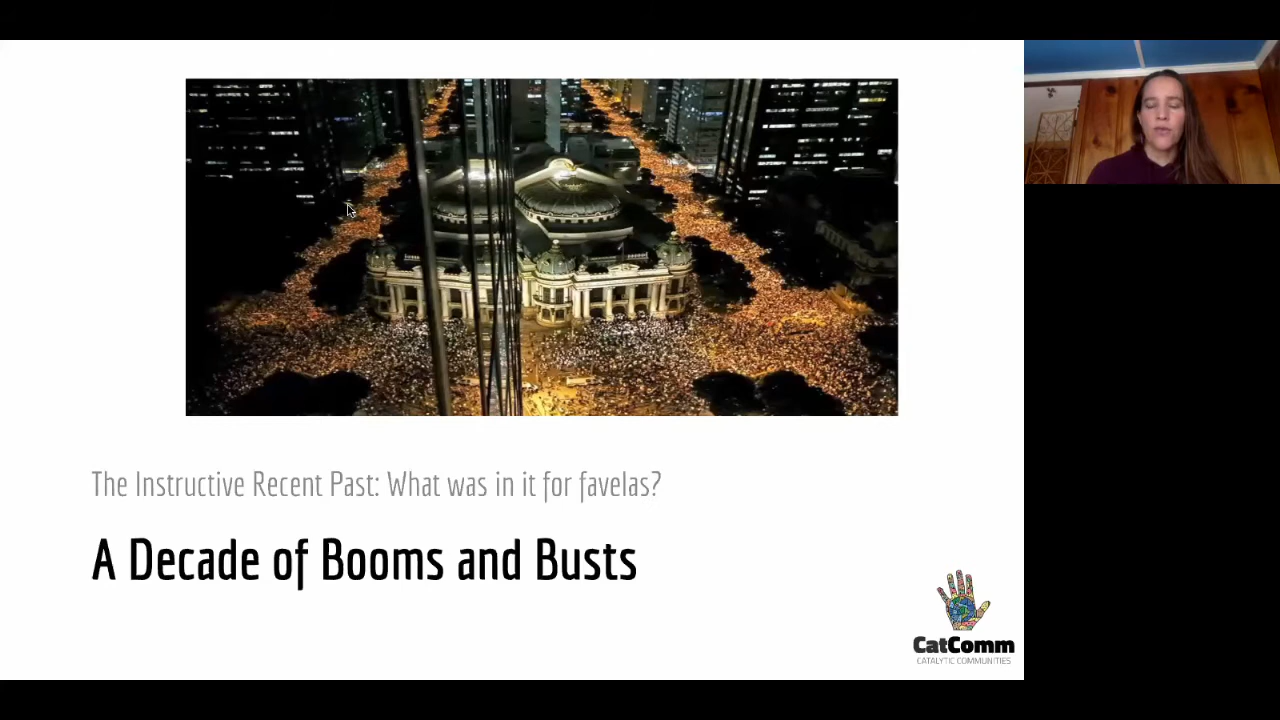 The Instructive Recent Past: What was in it for favelas?
A Decade of Booms and Busts
CatComm
CATALYTIC COMMUNITIES